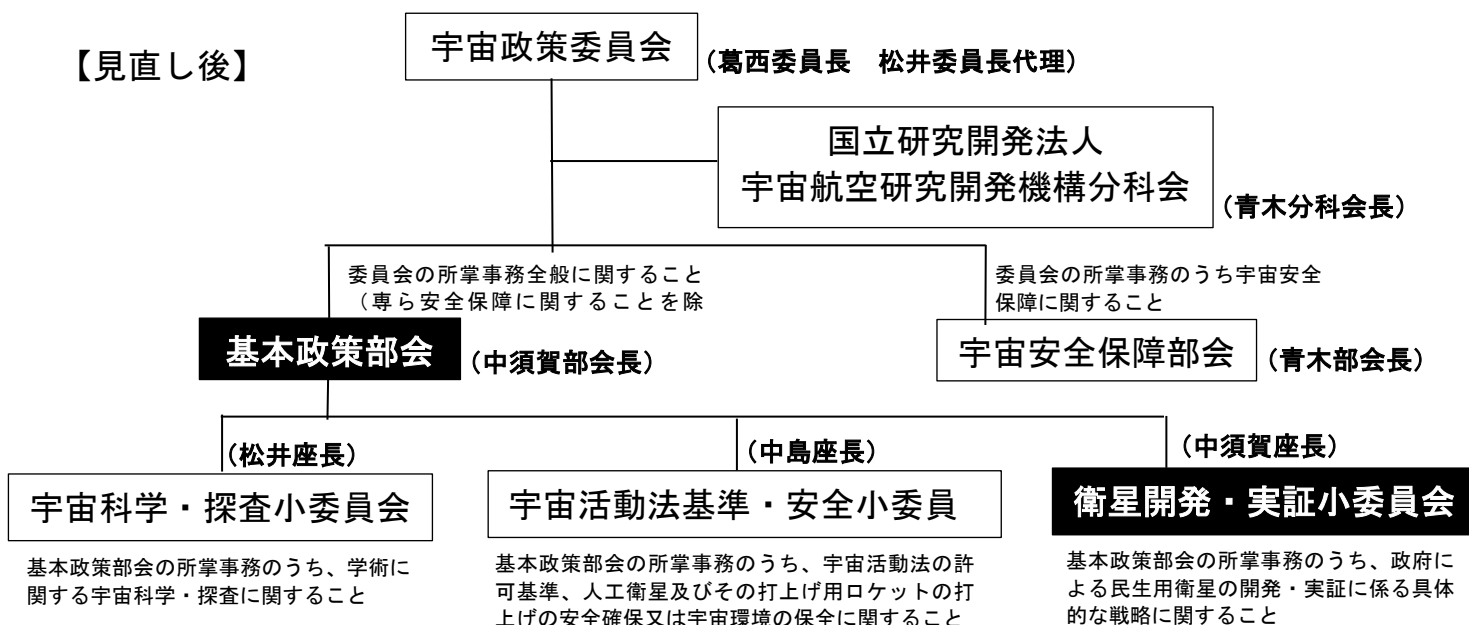 【見直し後】
宇宙政策委員会
(葛西委員長　松井委員長代理)
国立研究開発法人
宇宙航空研究開発機構分科会
(青木分科会長)
委員会の所掌事務全般に関すること
(専ら安全保障に関することを除
基本政策部会
(中須賀部会長)
委員会の所掌事務のうち宇宙安全
保障に関すること
宇宙安全保障部会
(青木部会長)
(松井座長)
宇宙科学・探査小委員会
基本政策部会の所掌事務のうち、学術に
関する宇宙科学・探査に関すること
(中島座長)
宇宙活動法基準・安全小委員
基本政策部会の所掌事務のうち、宇宙活動法の許
可基準、人工衛星及びその打上げ用ロケットの打
上げの安全確保又は宇宙環境の保全に関すること
(中須賀座長)
衛星開発・実証小委員会
基本政策部会の所掌事務のうち、政府に
よる民生用衛星の開発・実証に係る具体
的な戦略に関すること